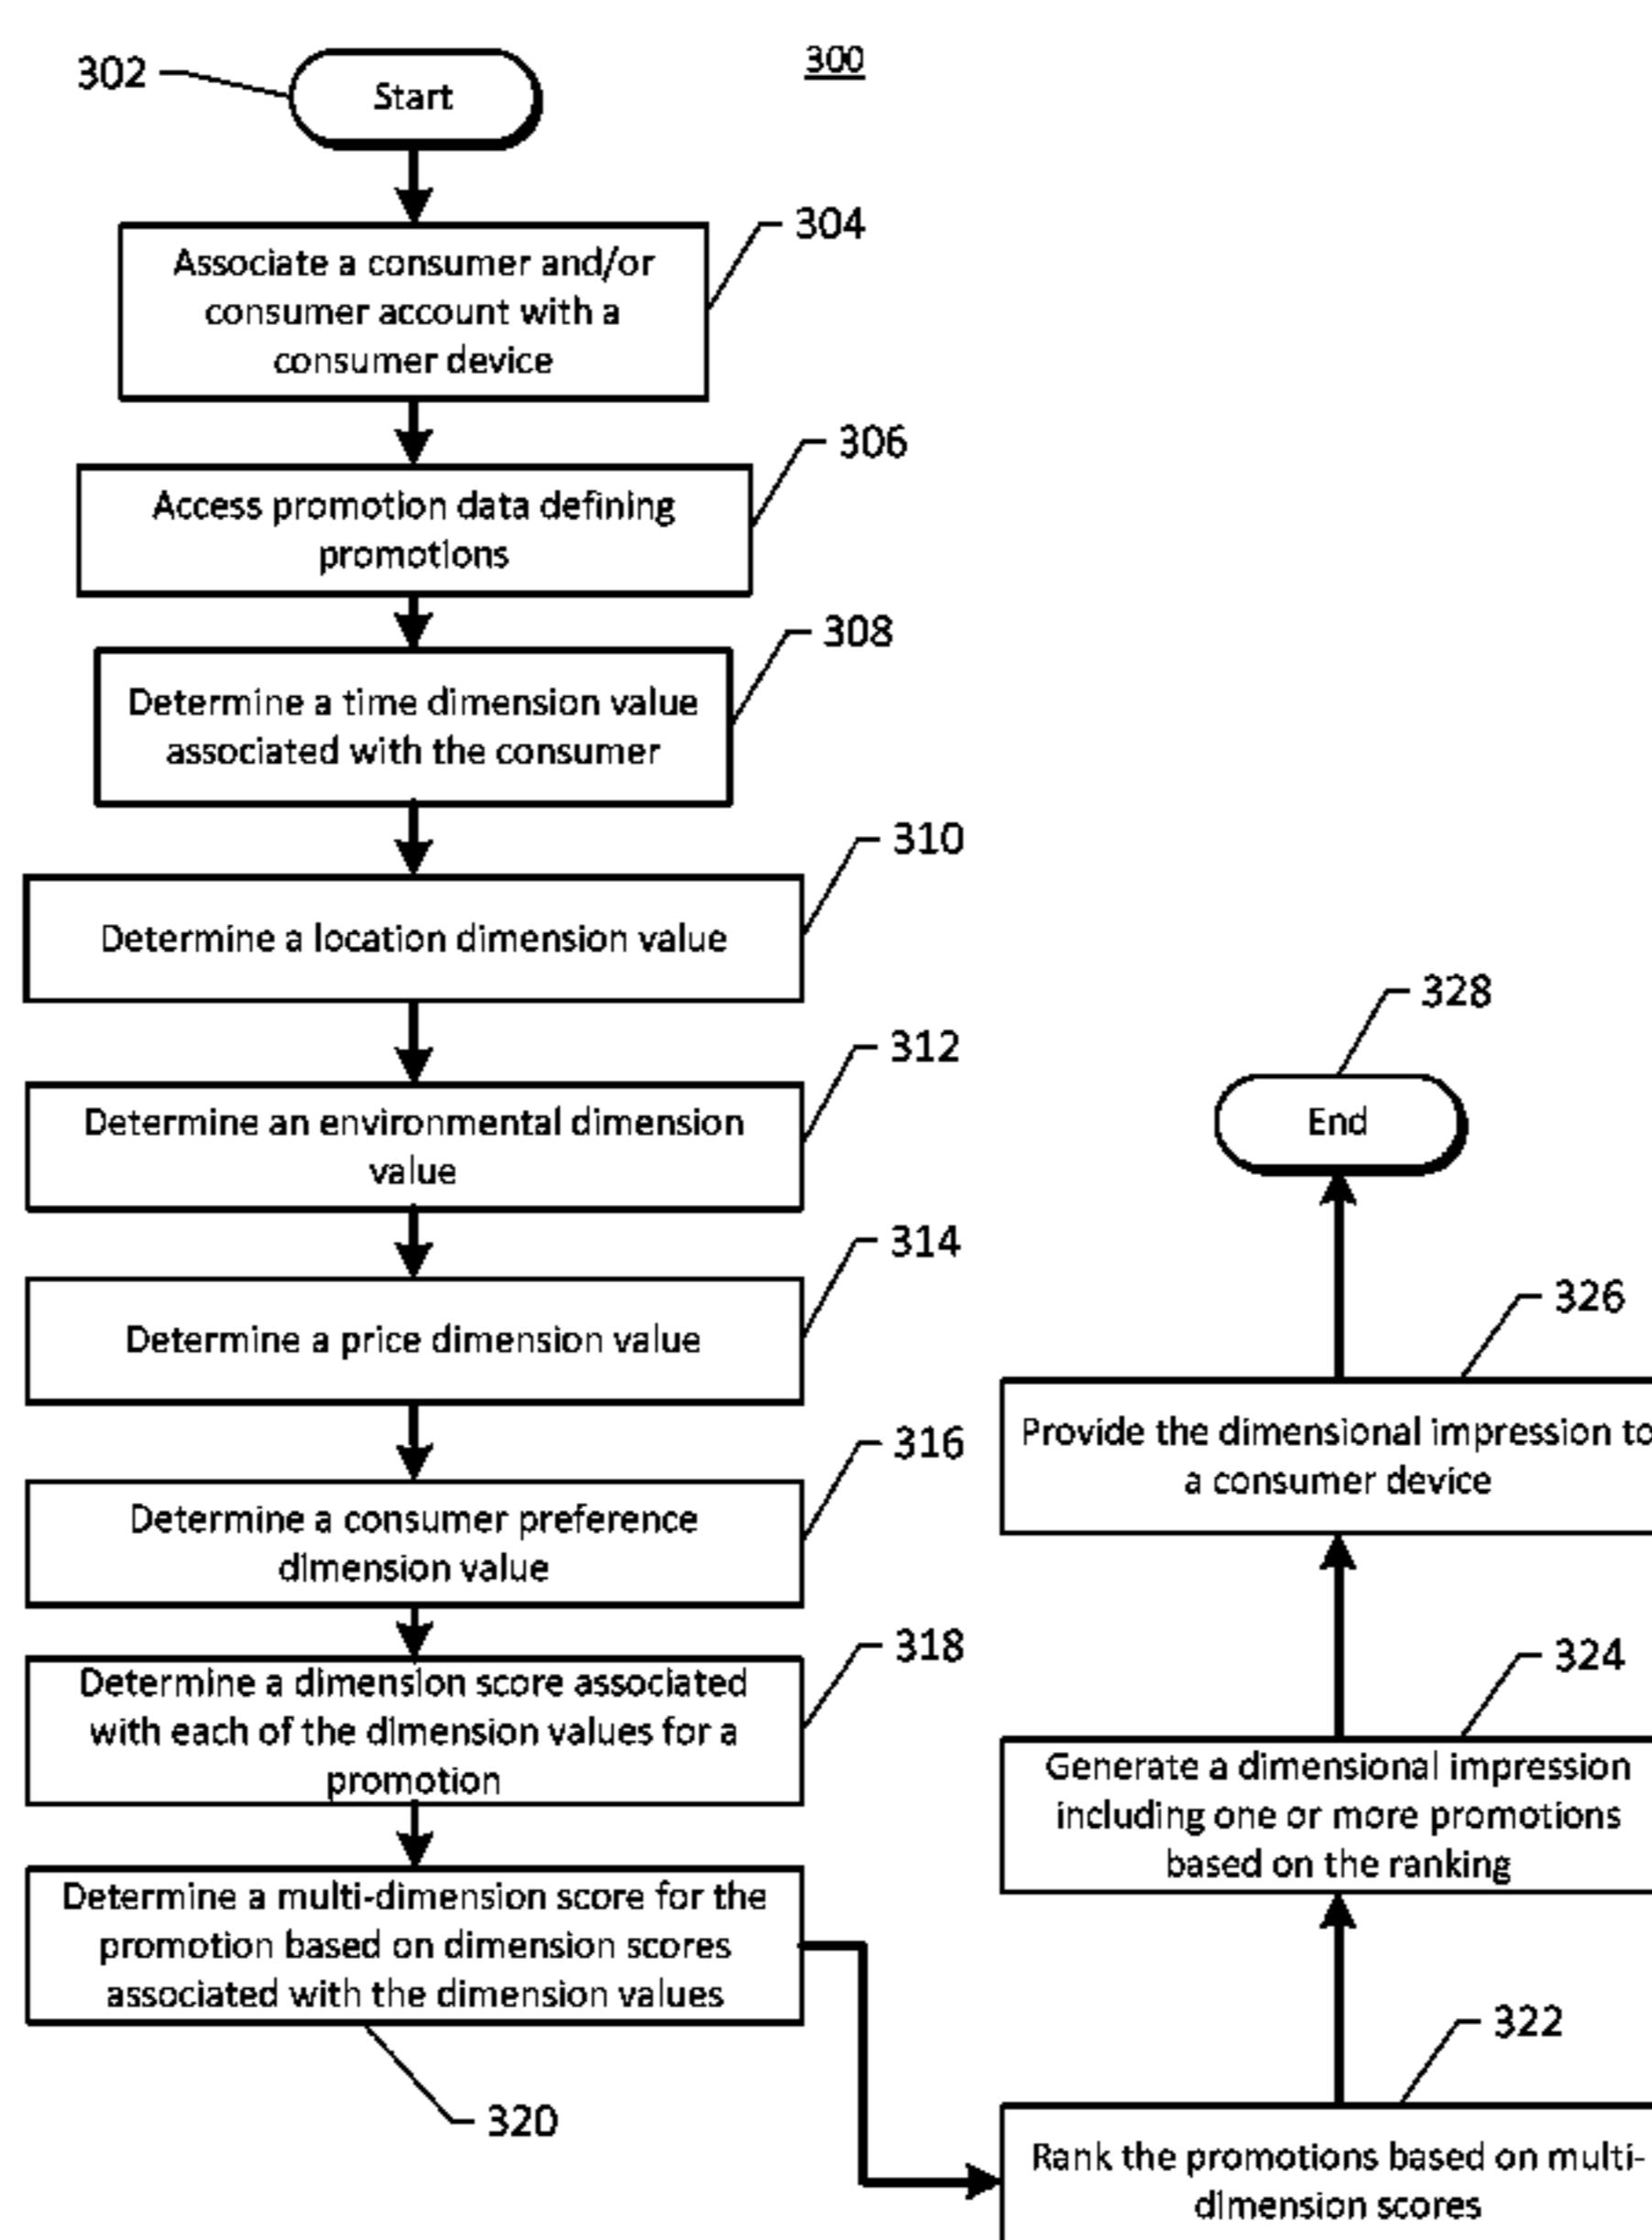 300
302
Start
304
Associate a consumer and/or
consumer account with a
consumer device
306
Access promotion data defining
promotions
308
Determine a time dimension value
associated with the consumer
310
Determine a location dimension value
312
Determine an environmental dimension
value
314
Determine a price dimension value
316
Determine a consumer preference
dimension value
318
Determine a dimension score associated
with each of the dimension values for a
promotion
Determine a multi-dimension score for the
promotion based on dimension scores
associated with the dimension values
320
322
Rank the promotions based on multi-
dimension scores
324
Generate a dimensional impression
including one or more promotions
based on the ranking
326
Provide the dimensional impression to
a consumer device
328
End